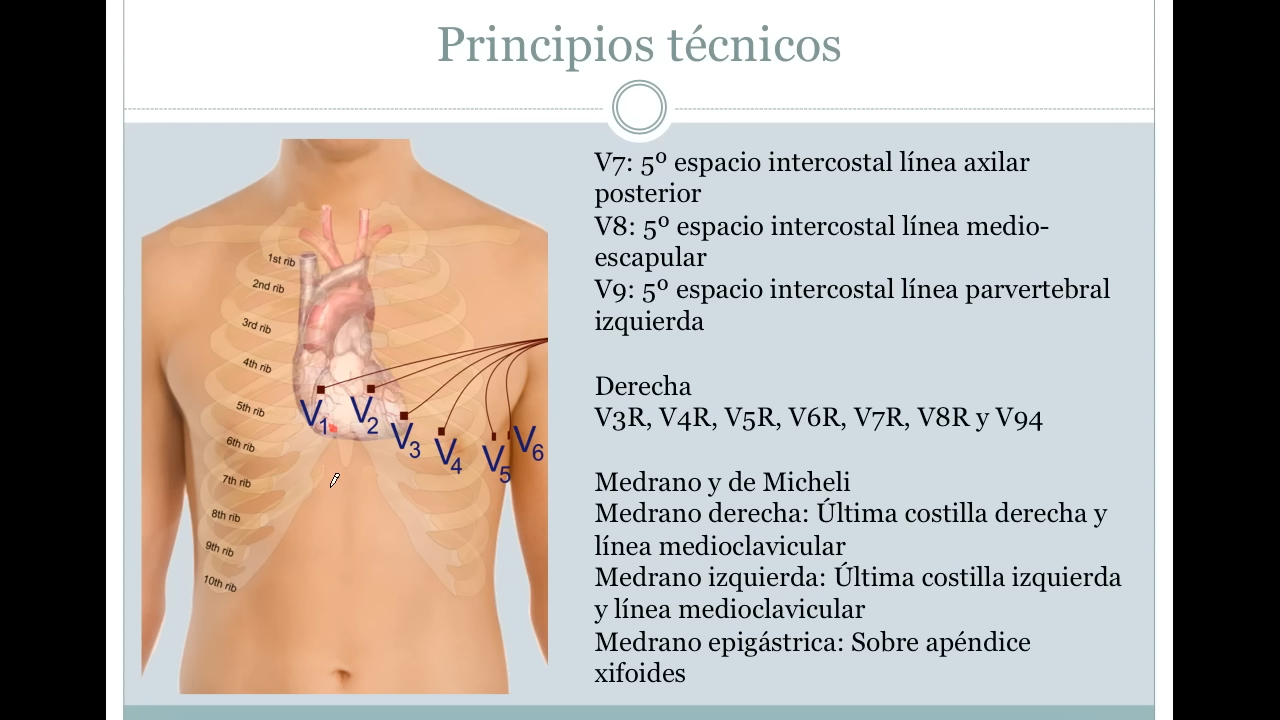 Principios técnicos
1st rib
2nd rib
3rd rib
4th rib
5th rib
6th rib
7th rib
8th rib
9th rib
10th rib
V1
V2
V3
V4
V5
V6
V7: 5º espacio intercostal línea axilar
posterior
V8: 5º espacio intercostal línea medio-
escapular
V9: 5º espacio intercostal línea parvertebral
izquierda
Derecha
V3R, V4R, V5R, V6R, V7R, V8R y V94
Medrano y de Micheli
Medrano derecha: Última costilla derecha y
línea medioclavicular
Medrano izquierda: Última costilla izquierda
y línea medioclavicular
Medrano epigástrica: Sobre apéndice
xifoides